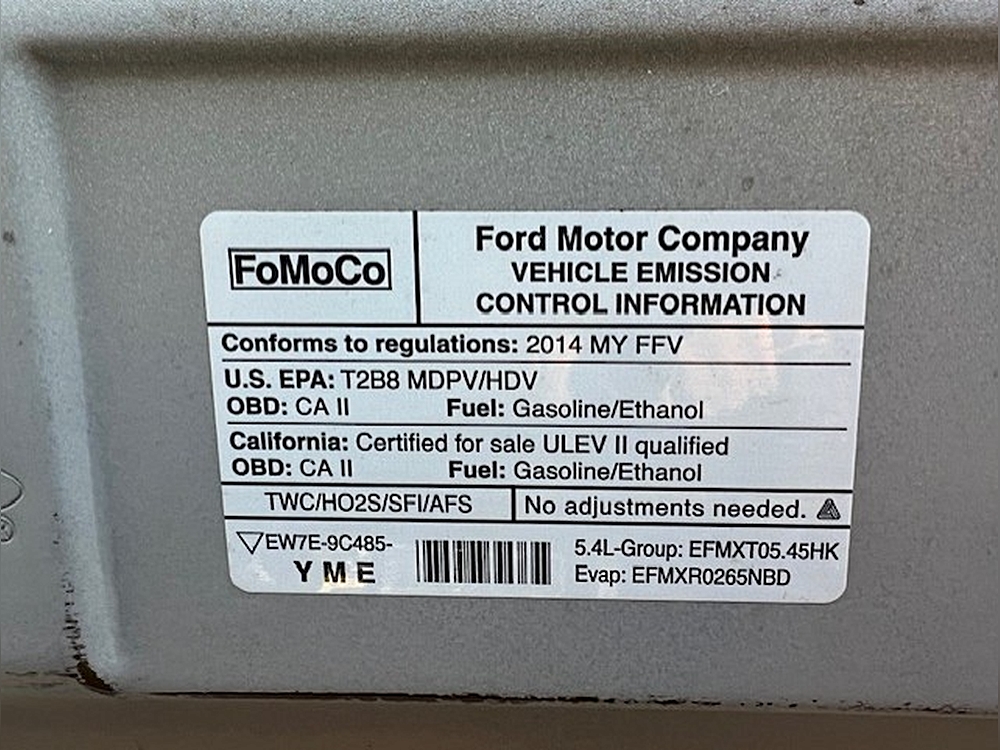 FoMoCo
Ford Motor Company
VEHICLE EMISSION
CONTROL INFORMATION
Conforms to regulations: 2014 MY FFV
U.S. EPA: T2B8 MDPV/HDV
OBD: CA II Fuel: Gasoline/Ethanol
California: Certified for sale ULEV II qualified
OBD: CA II Fuel: Gasoline/Ethanol
TWC/HO2S/SFI/AFS
No adjustments needed.
EW7E-9C485-
Y M E
5.4L-Group: EFMXT05.45HK
Evap: EFMXR0265NBD